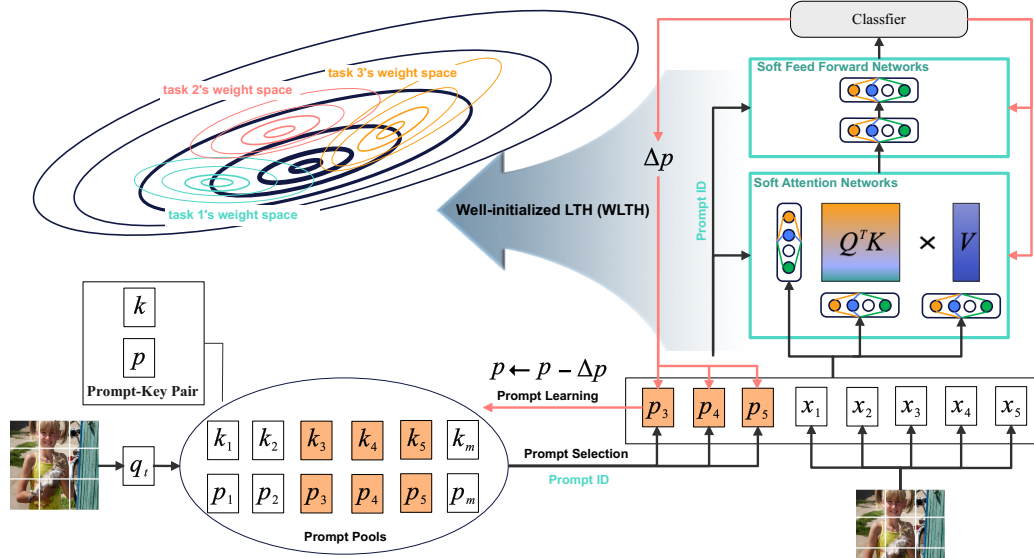 Classfier
Soft Feed Forward Networks
task 3's weight space
task 2's weight space
Δp
Prompt ID
Soft Attention Networks
Well-initialized LTH (WLTH)
QᵀK × V
task 1's weight space
k
p
Prompt-Key Pair
p ← p − Δp
Prompt Learning
p₃ p₄ p₅ x₁ x₂ x₃ x₄ x₅
k₁ k₂ k₃ k₄ k₅ kₘ
qₜ
Prompt Selection
Prompt ID
p₁ p₂ p₃ p₄ p₅ pₘ
Prompt Pools